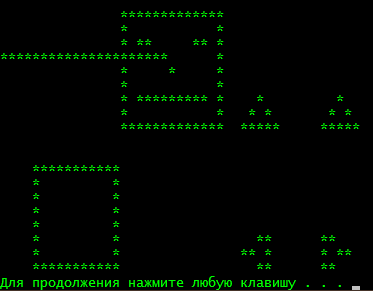 Для продолжения нажмите любую клавишу . . .